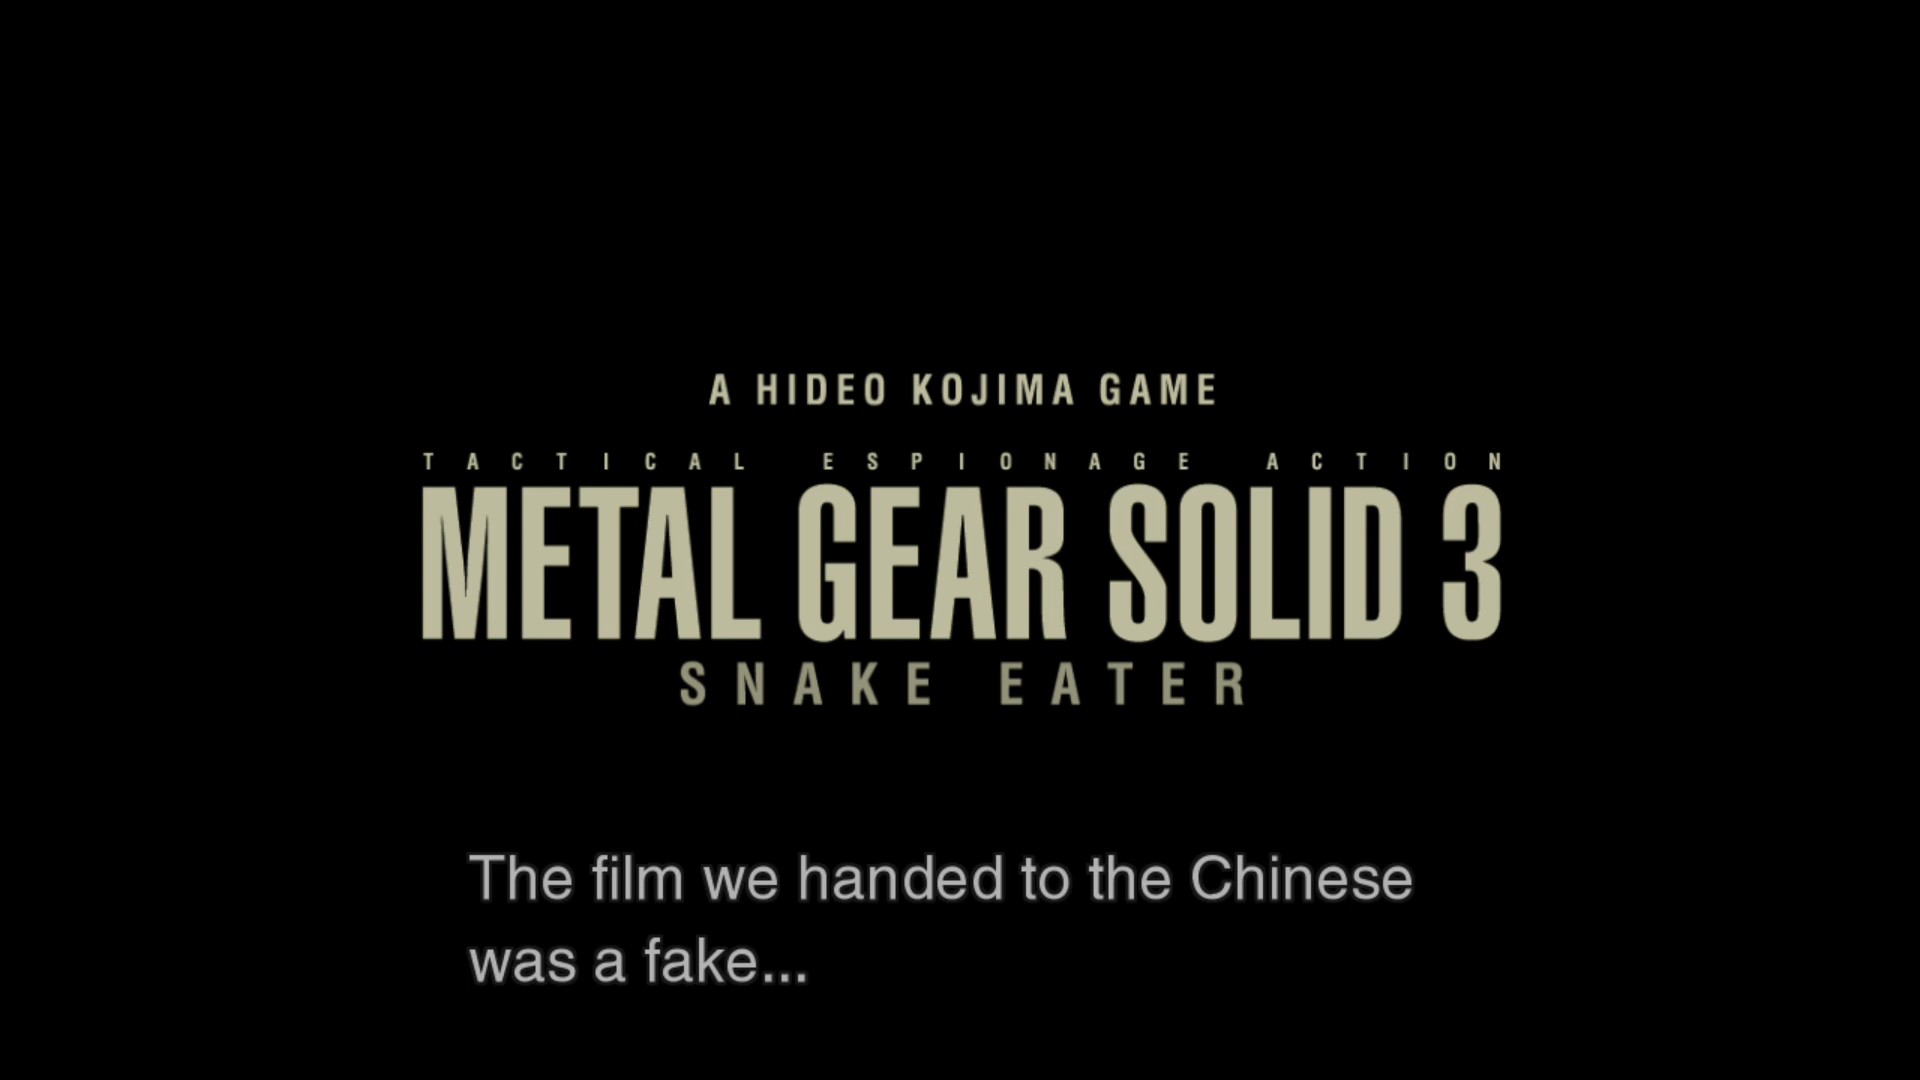 A HIDEO KOJIMA GAME
TACTICAL ESPIONAGE ACTION
METAL GEAR SOLID 3
SNAKE EATER
The film we handed to the Chinese
was a fake...